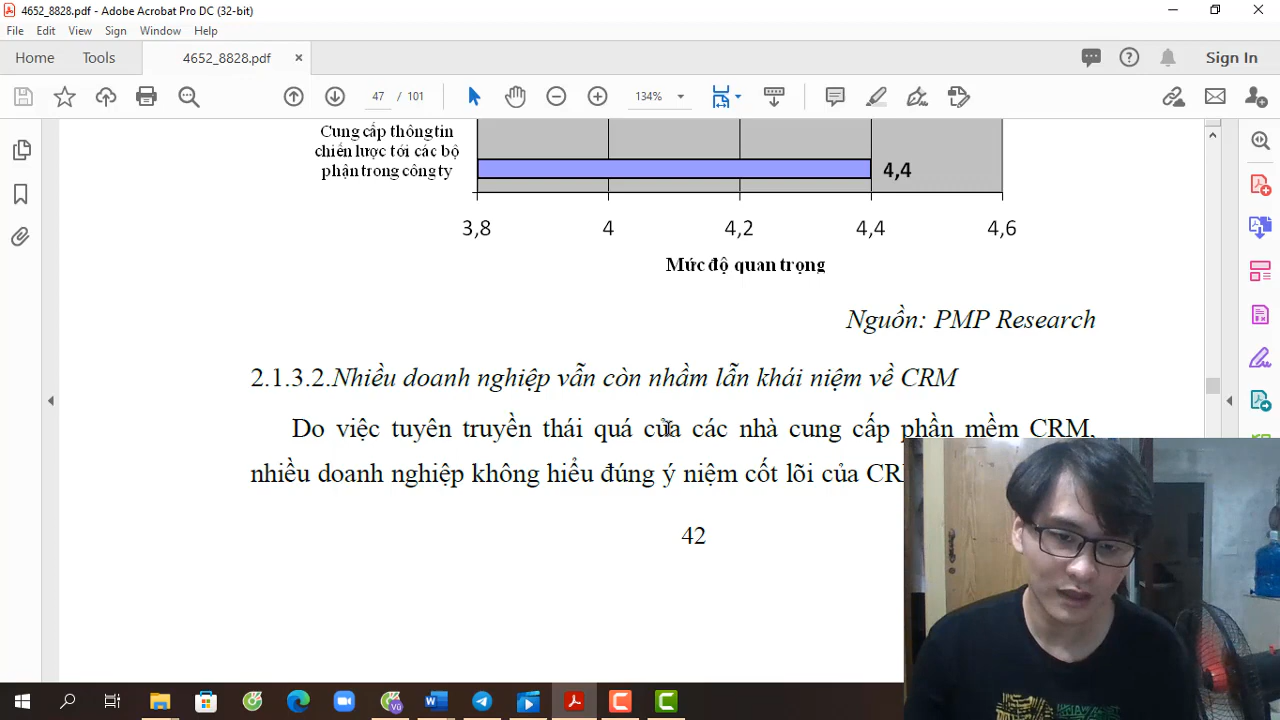 4652_8828.pdf - Adobe Acrobat Pro DC (32-bit)
File Edit View Sign Window Help
Home Tools 4652_8828.pdf × Sign In
47 / 101 134%
Cung cấp thông tin
chiến lược tới các bộ
phận trong công ty
4,4
3,8 4 4,2 4,4 4,6
Mức độ quan trọng
Nguồn: PMP Research
2.1.3.2.Nhiều doanh nghiệp vẫn còn nhầm lẫn khái niệm về CRM
Do việc tuyên truyền thái quá của các nhà cung cấp phần mềm CRM,
nhiều doanh nghiệp không hiểu đúng ý niệm cốt lõi của
42